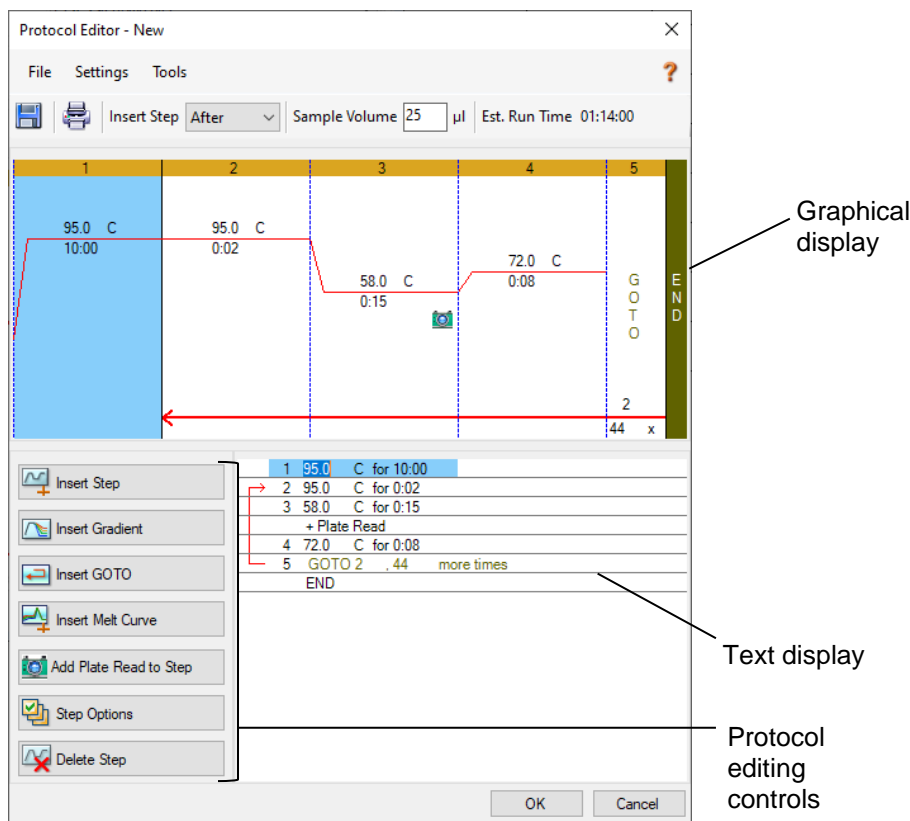 Protocol Editor - New
File Settings Tools ?
Insert Step After Sample Volume 25 µl Est. Run Time 01:14:00
1 2 3 4 5
95.0 C 95.0 C
10:00 0:02
58.0 C
0:15
72.0 C
0:08
GOTO
END
2
44 x
Graphical
display
Insert Step
Insert Gradient
Insert GOTO
Insert Melt Curve
Add Plate Read to Step
Step Options
Delete Step
1 95.0 C for 10:00
2 95.0 C for 0:02
3 58.0 C for 0:15
+ Plate Read
4 72.0 C for 0:08
5 GOTO 2 , 44 more times
END
Text display
Protocol
editing
controls
OK Cancel